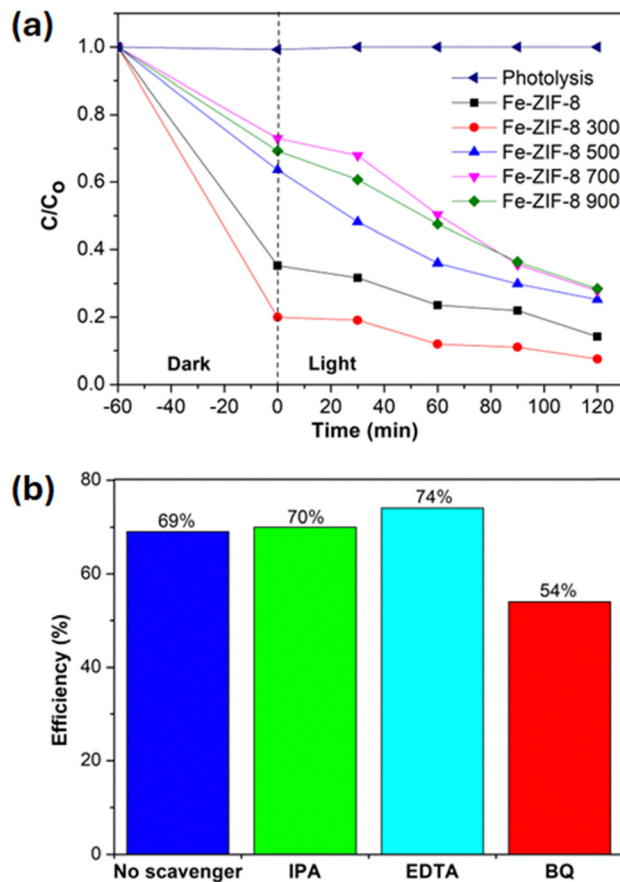 (a)
C/Co
1.0
0.8
0.6
0.4
0.2
0.0
Photolysis
Fe-ZIF-8
Fe-ZIF-8 300
Fe-ZIF-8 500
Fe-ZIF-8 700
Fe-ZIF-8 900
Dark
Light
-60 -40 -20 0 20 40 60 80 100 120
Time (min)
(b)
Efficiency (%)
80
60
40
20
0
69%
70%
74%
54%
No scavenger IPA EDTA BQ